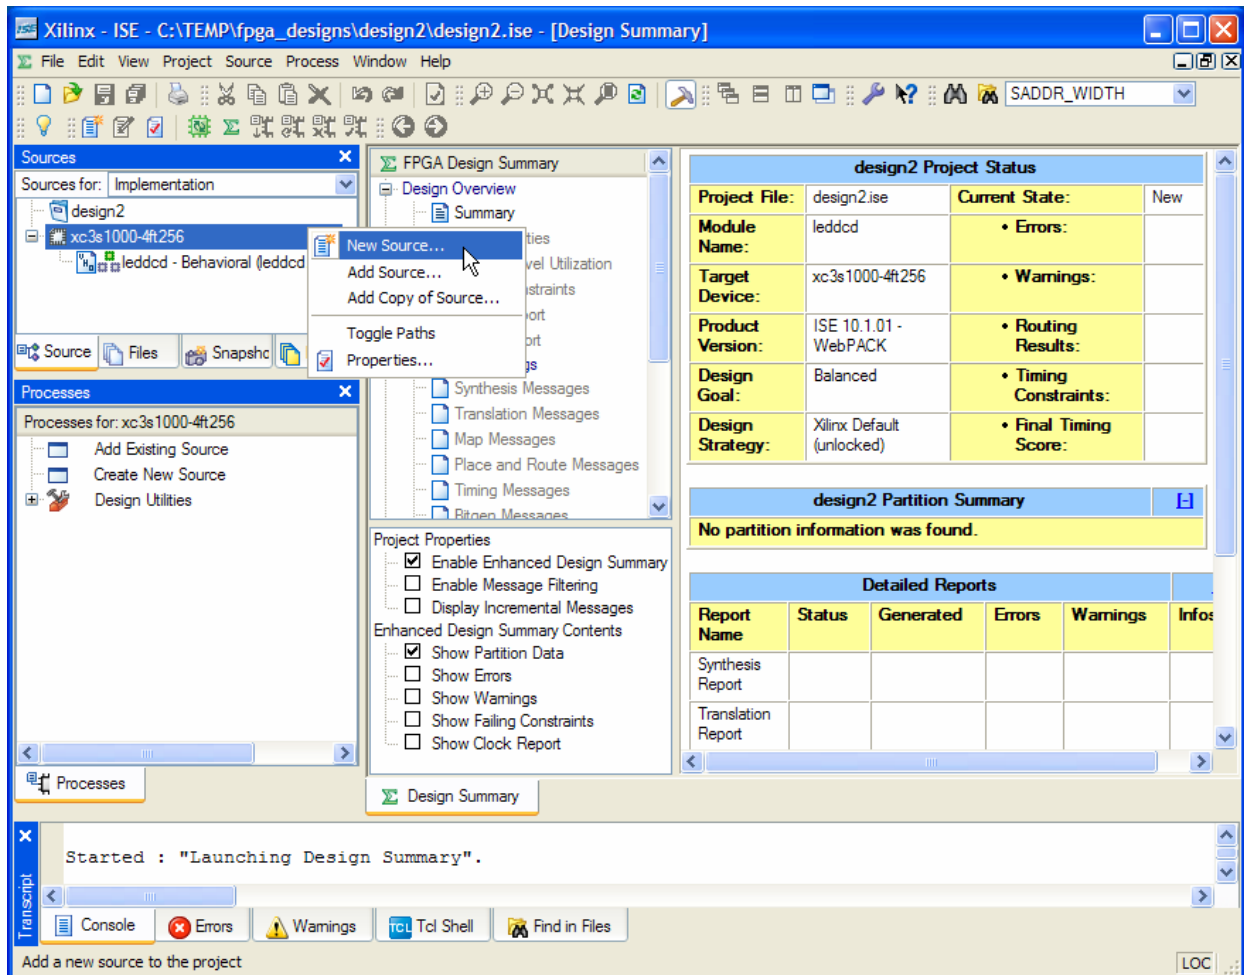 Xilinx - ISE - C:\TEMP\fpga_designs\design2\design2.ise - [Design Summary]
File Edit View Project Source Process Window Help
SADDR_WIDTH
Sources
Sources for: Implementation
design2
xc3s1000-4ft256
leddcd - Behavioral (leddcd
Source Files Snapshc
New Source...
Add Source...
Add Copy of Source...
Toggle Paths
Properties...
Processes
Processes for: xc3s1000-4ft256
Add Existing Source
Create New Source
Design Utilities
Processes
FPGA Design Summary
Design Overview
Summary
ties
vel Utilization
straints
ort
ort
gs
Synthesis Messages
Translation Messages
Map Messages
Place and Route Messages
Timing Messages
Bitgen Messages
Project Properties
Enable Enhanced Design Summary
Enable Message Filtering
Display Incremental Messages
Enhanced Design Summary Contents
Show Partition Data
Show Errors
Show Warnings
Show Failing Constraints
Show Clock Report
Design Summary
design2 Project Status
Project File: design2.ise Current State: New
Module Name: leddcd • Errors:
Target Device: xc3s1000-4ft256 • Warnings:
Product Version: ISE 10.1.01 - WebPACK • Routing Results:
Design Goal: Balanced • Timing Constraints:
Design Strategy: Xilinx Default (unlocked) • Final Timing Score:
design2 Partition Summary [-]
No partition information was found.
Detailed Reports
Report Name Status Generated Errors Warnings Infos
Synthesis Report
Translation Report
Transcript
Started : "Launching Design Summary".
Console Errors Warnings TCL Tcl Shell Find in Files
Add a new source to the project LOC